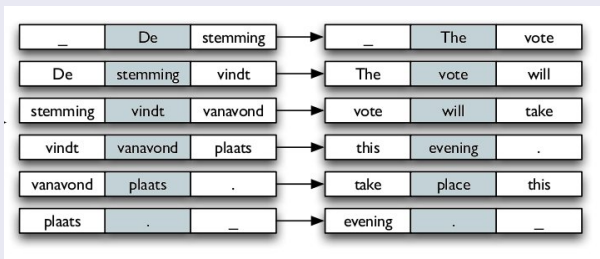 _ De stemming _ The vote
De stemming vindt The vote will
stemming vindt vanavond vote will take
vindt vanavond plaats this evening .
vanavond plaats . take place this
plaats . _ evening . _